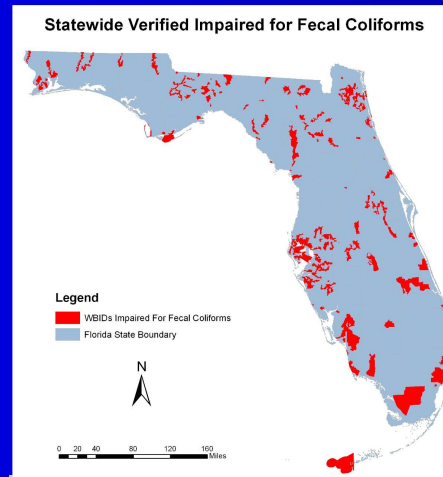 Statewide Verified Impaired for Fecal Coliforms
Legend
WBIDs Impaired For Fecal Coliforms
Florida State Boundary
N
0 20 40 80 120 160
Miles